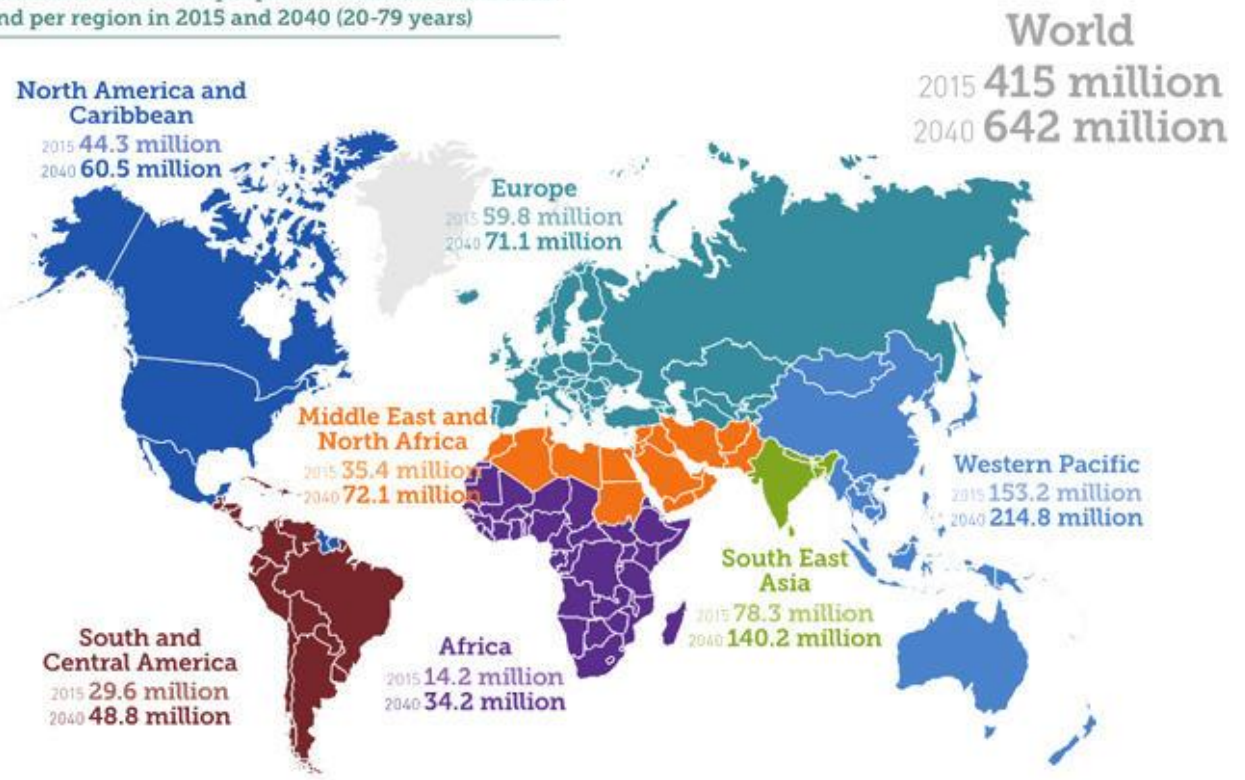 nd per region in 2015 and 2040 (20-79 years)
World
2015 415 million
2040 642 million
North America and
Caribbean
2015 44.3 million
2040 60.5 million
Europe
2015 59.8 million
2040 71.1 million
Middle East and
North Africa
2015 35.4 million
2040 72.1 million
Western Pacific
2015 153.2 million
2040 214.8 million
South East
Asia
2015 78.3 million
2040 140.2 million
South and
Central America
2015 29.6 million
2040 48.8 million
Africa
2015 14.2 million
2040 34.2 million